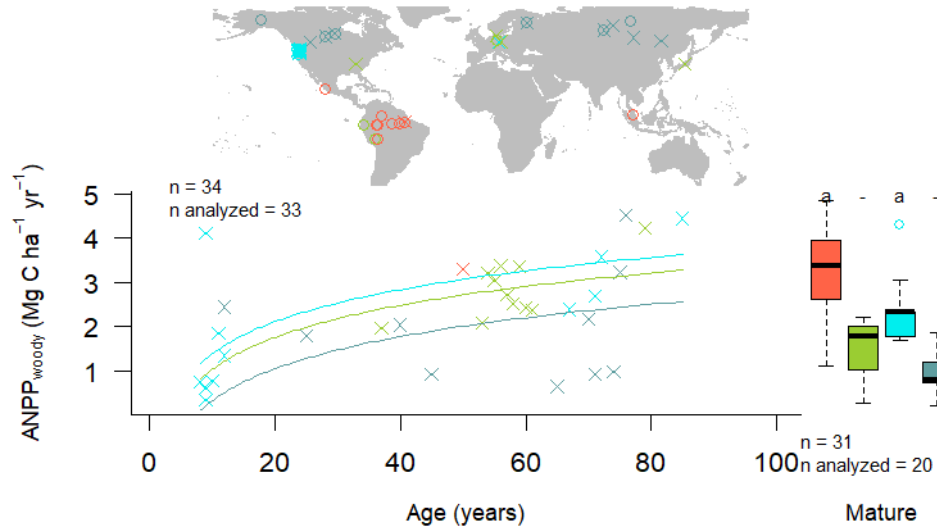 n = 34
n analyzed = 33
ANPPwoody (Mg C ha−1 yr−1)
5
4
3
2
1
a - a -
0 20 40 60 80 100
Age (years)
n = 31
n analyzed = 20
Mature